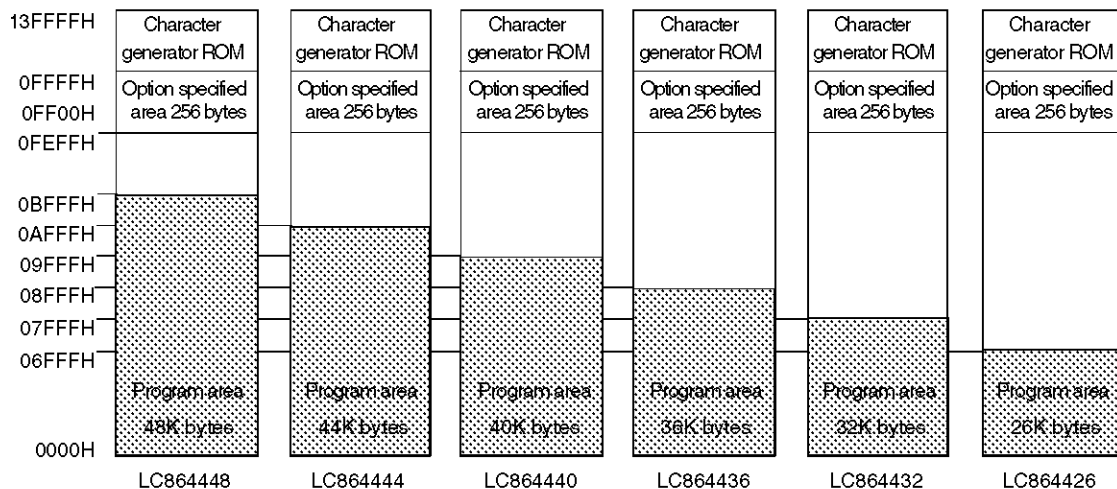 13FFFFH
0FFFFH
0FF00H
0FEFFH
0BFFFH
0AFFFH
09FFFH
08FFFH
07FFFH
06FFFH
0000H
Character
generator ROM
Option specified
area 256 bytes
Program area
48K bytes
LC864448
Character
generator ROM
Option specified
area 256 bytes
Program area
44K bytes
LC864444
Character
generator ROM
Option specified
area 256 bytes
Program area
40K bytes
LC864440
Character
generator ROM
Option specified
area 256 bytes
Program area
36K bytes
LC864436
Character
generator ROM
Option specified
area 256 bytes
Program area
32K bytes
LC864432
Character
generator ROM
Option specified
area 256 bytes
Program area
26K bytes
LC864426